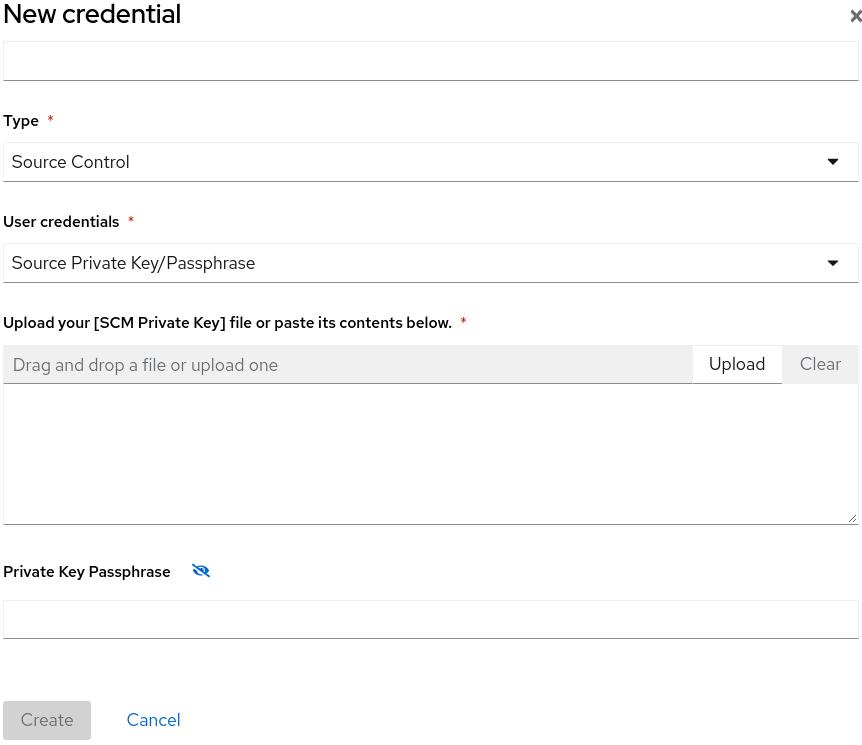 New credential
Type *
Source Control
User credentials *
Source Private Key/Passphrase
Upload your [SCM Private Key] file or paste its contents below. *
Drag and drop a file or upload one Upload Clear
Private Key Passphrase
Create Cancel